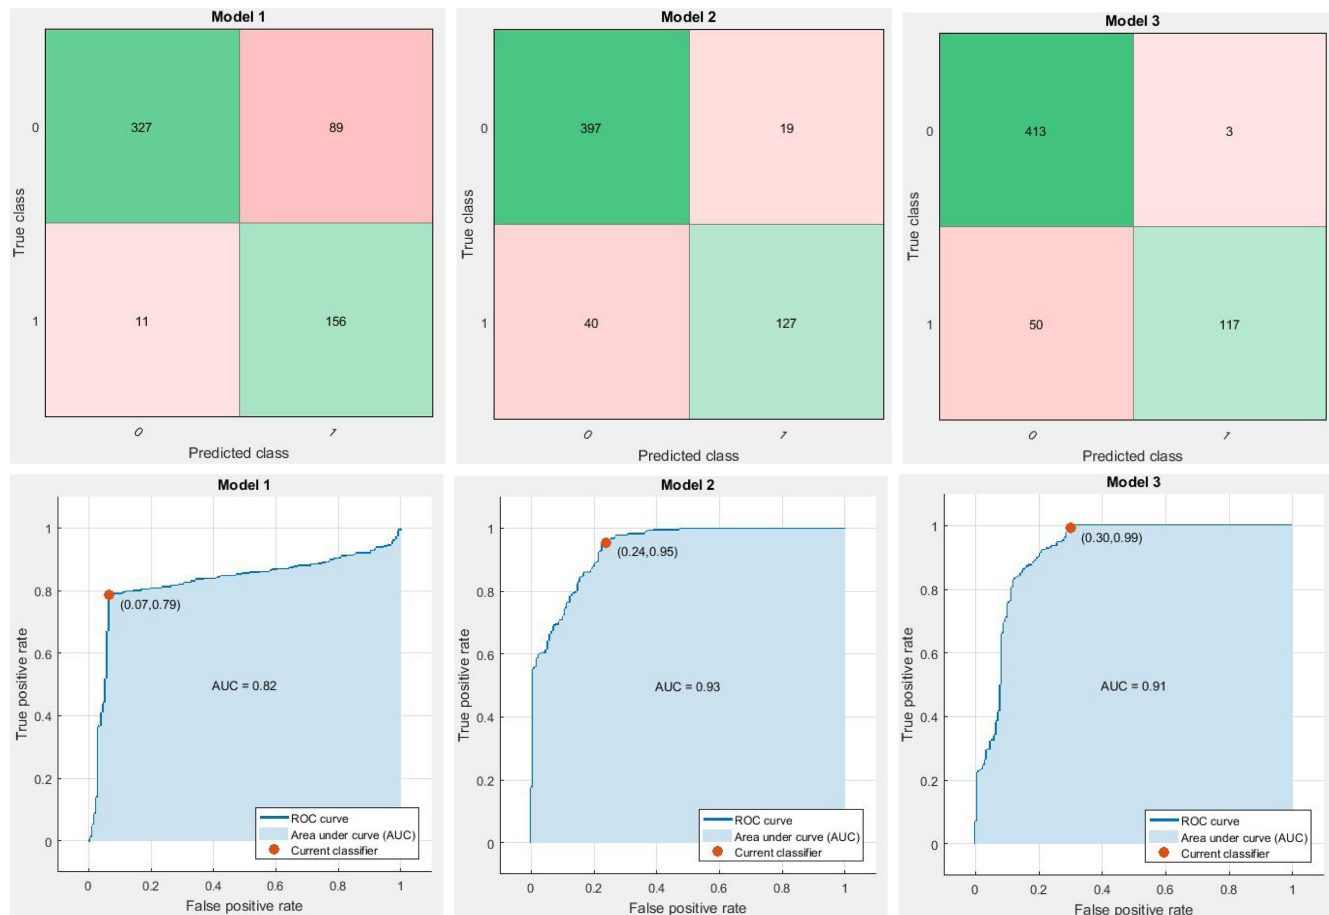 Model 1
True class
0
327
89
1
11
156
0
1
Predicted class
Model 2
True class
0
397
19
1
40
127
0
1
Predicted class
Model 3
True class
0
413
3
1
50
117
0
1
Predicted class
Model 1
True positive rate
1
0.8
0.6
0.4
0.2
0
(0.07,0.79)
AUC = 0.82
ROC curve
Area under curve (AUC)
Current classifier
0
0.2
0.4
0.6
0.8
1
False positive rate
Model 2
True positive rate
1
0.8
0.6
0.4
0.2
0
(0.24,0.95)
AUC = 0.93
ROC curve
Area under curve (AUC)
Current classifier
0
0.2
0.4
0.6
0.8
1
False positive rate
Model 3
True positive rate
1
0.8
0.6
0.4
0.2
0
(0.30,0.99)
AUC = 0.91
ROC curve
Area under curve (AUC)
Current classifier
0
0.2
0.4
0.6
0.8
1
False positive rate